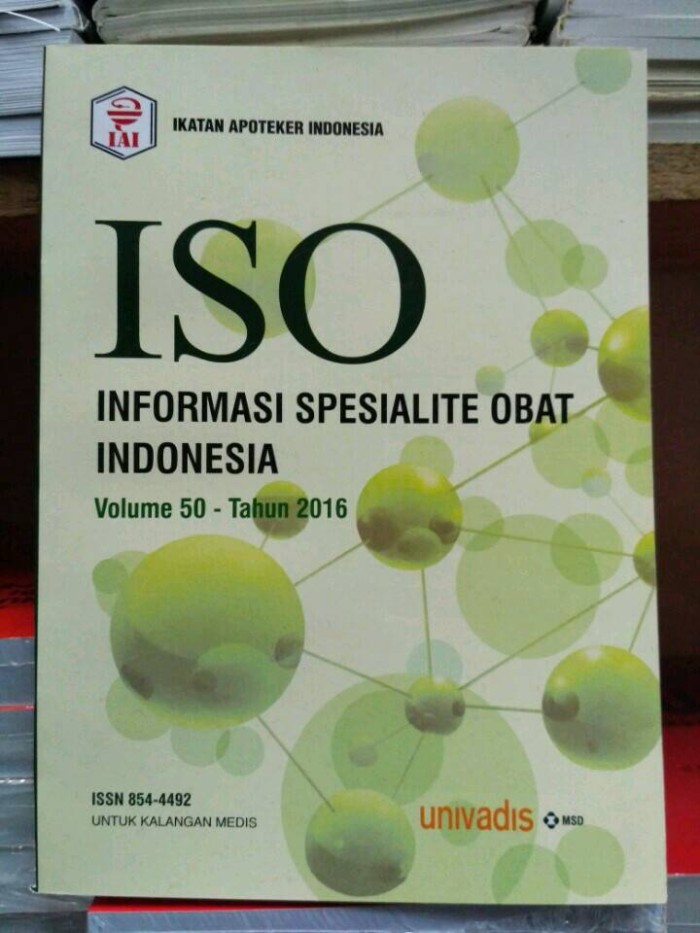 IAI
IKATAN APOTEKER INDONESIA
ISO
INFORMASI SPESIALITE OBAT
INDONESIA
Volume 50 - Tahun 2016
ISSN 854-4492
UNTUK KALANGAN MEDIS
univadis MSD